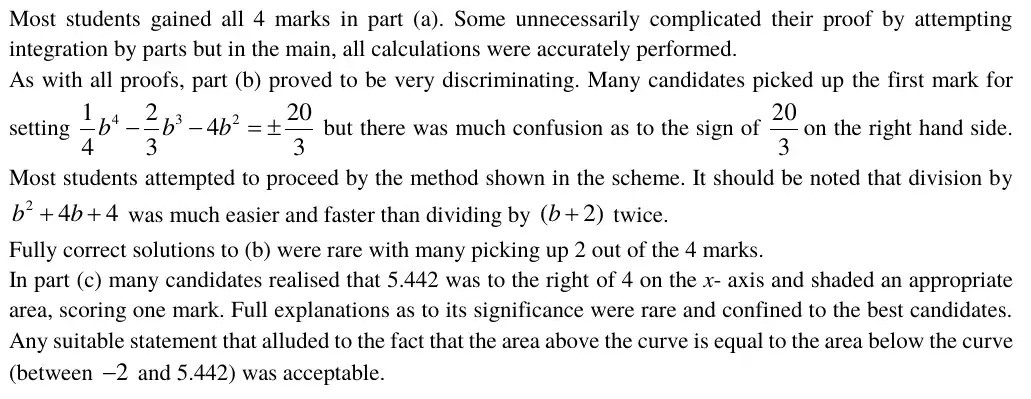 Most students gained all 4 marks in part (a). Some unnecessarily complicated their proof by attempting
integration by parts but in the main, all calculations were accurately performed.
As with all proofs, part (b) proved to be very discriminating. Many candidates picked up the first mark for
setting $\frac{1}{4}b^4 - \frac{2}{3}b^3 - 4b^2 = \pm\frac{20}{3}$ but there was much confusion as to the sign of $\frac{20}{3}$ on the right hand side.
Most students attempted to proceed by the method shown in the scheme. It should be noted that division by
$b^2 + 4b + 4$ was much easier and faster than dividing by $(b+2)$ twice.
Fully correct solutions to (b) were rare with many picking up 2 out of the 4 marks.
In part (c) many candidates realised that 5.442 was to the right of 4 on the x- axis and shaded an appropriate
area, scoring one mark. Full explanations as to its significance were rare and confined to the best candidates.
Any suitable statement that alluded to the fact that the area above the curve is equal to the area below the curve
(between −2 and 5.442) was acceptable.